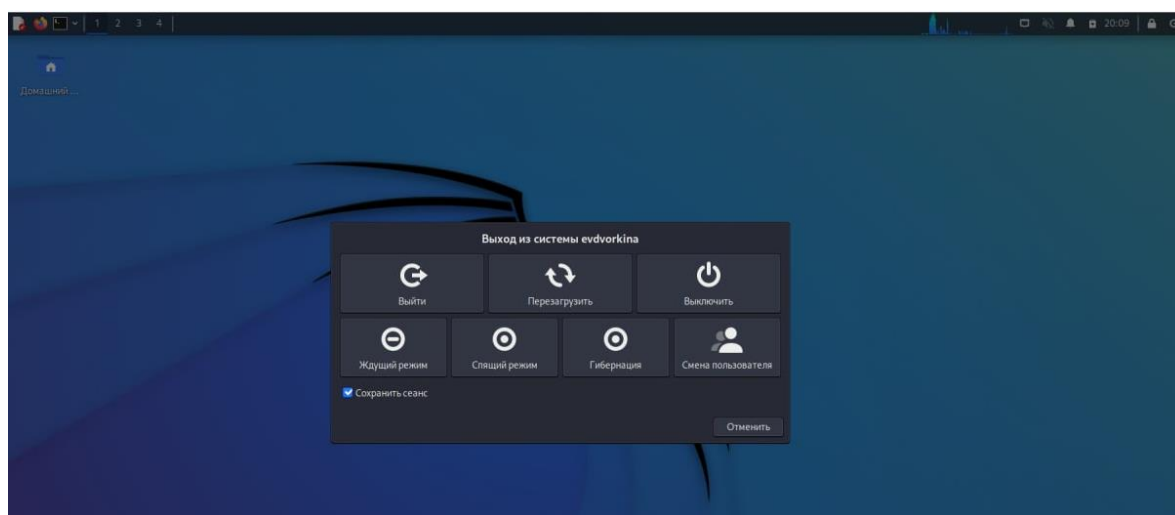 1 2 3 4 20:09
Домашний ...
Выход из системы evdvorkina
Выйти Перезагрузить Выключить
Ждущий режим Спящий режим Гибернация Смена пользователя
Сохранить сеанс
Отменить